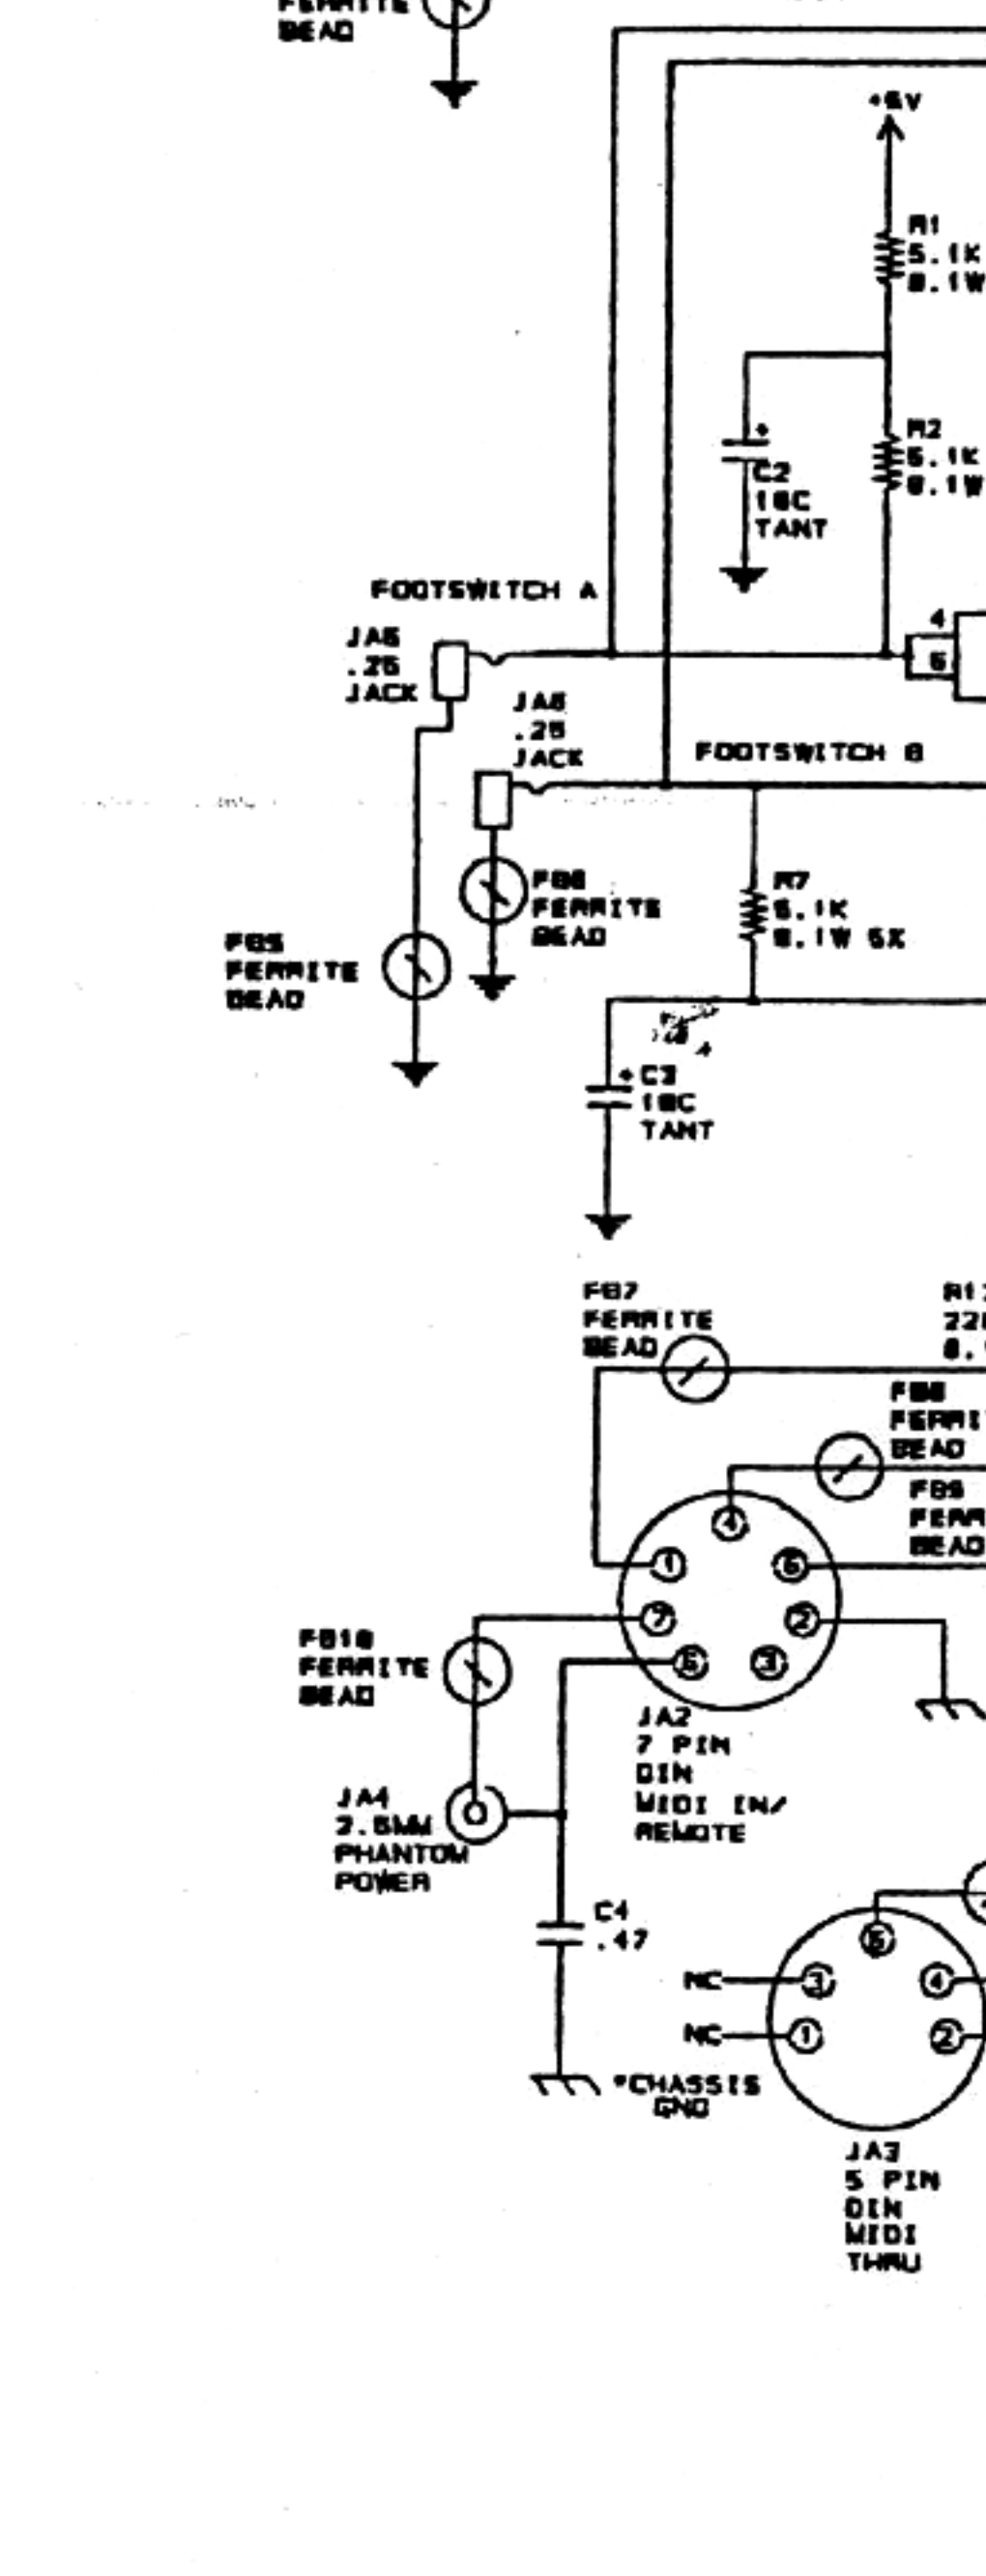 FERRITE
BEAD
+5V
R1
5.1K
0.1W
R2
5.1K
0.1W
C2
TANT
FOOTSWITCH A
JA5
.25
JACK
4
5
JA6
.25
JACK
FOOTSWITCH B
FB6
FERRITE
BEAD
R7
5.1K
0.1W 5%
FB5
FERRITE
BEAD
C3
TANT
FB7
FERRITE
BEAD
FB8
BEAD
FB9
BEAD
4
1
6
7
2
5
3
FB10
FERRITE
BEAD
JA2
7 PIN
DIN
MIDI IN/
REMOTE
JA4
2.5MM
PHANTOM
POWER
C4
.47
5
NC
3
4
NC
1
2
*CHASSIS
GND
JA3
5 PIN
DIN
MIDI
THRU